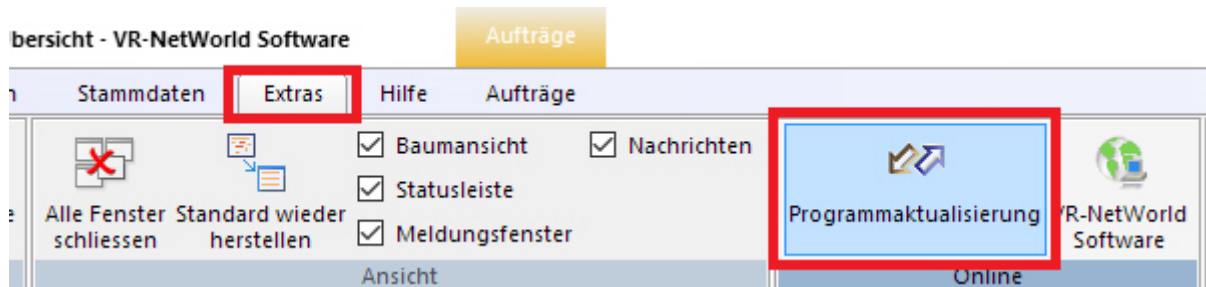 bersicht - VR-NetWorld Software
Aufträge
n Stammdaten Extras Hilfe Aufträge
Baumansicht Nachrichten
Statusleiste
Meldungsfenster
e Alle Fenster schliessen
Standard wieder herstellen
Programmaktualisierung
R-NetWorld Software
Ansicht Online